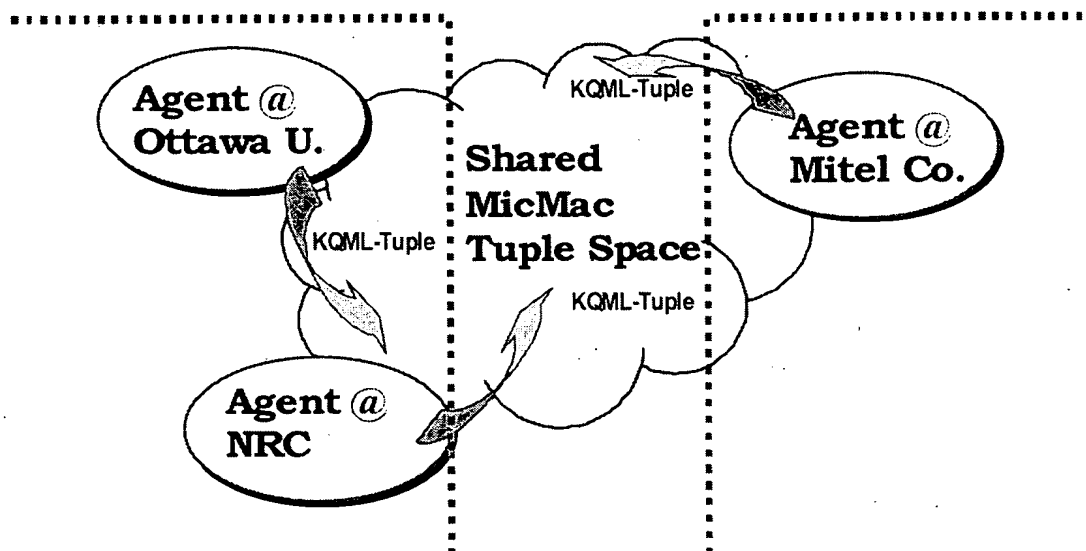 Agent @
Ottawa U.
KQML-Tuple
Agent @
Mitel Co.
Shared
MicMac
Tuple Space
KQML-Tuple
KQML-Tuple
Agent @
NRC